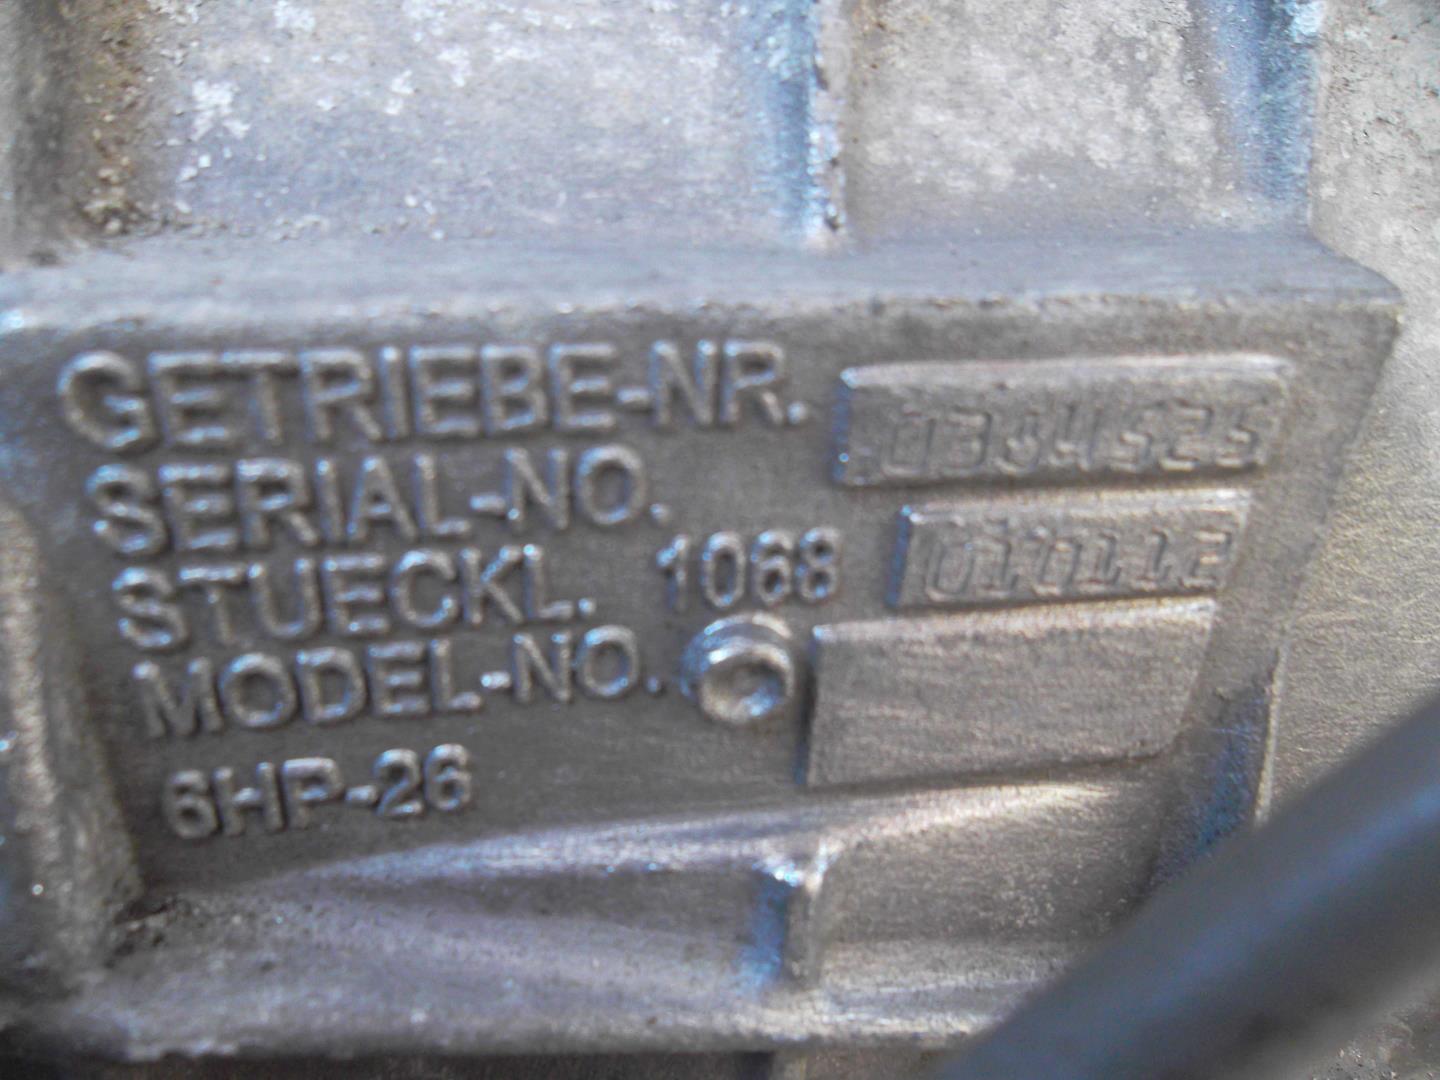 GETRIEBE-NR.
SERIAL-NO.
STUECKL. 1068
MODEL-NO.
6HP-26